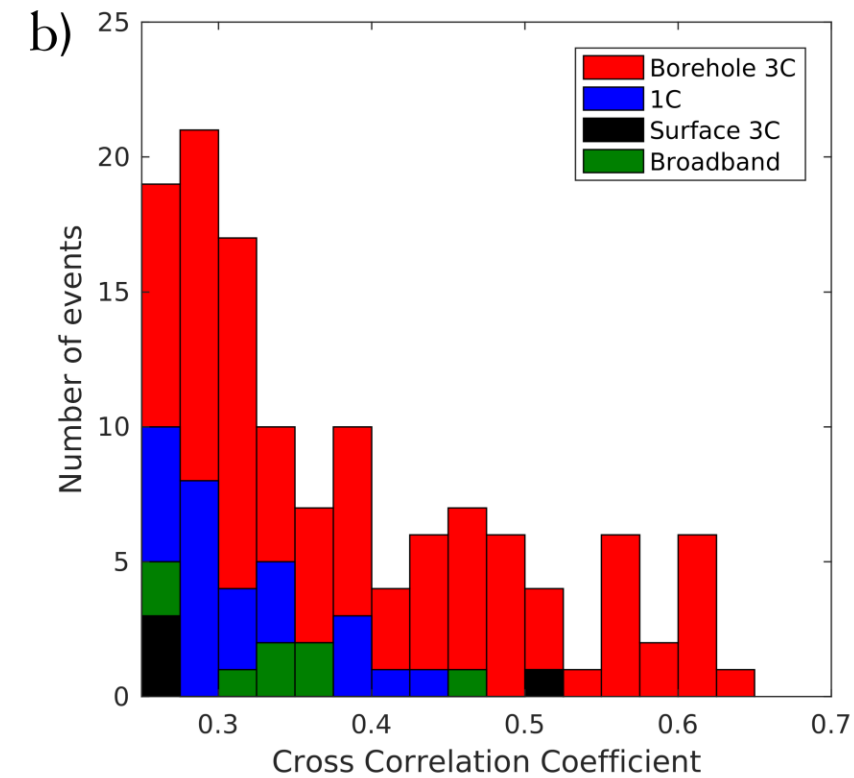 b)
25
20
15
10
5
0
Number of events
Borehole 3C
1C
Surface 3C
Broadband
0.3 0.4 0.5 0.6 0.7
Cross Correlation Coefficient